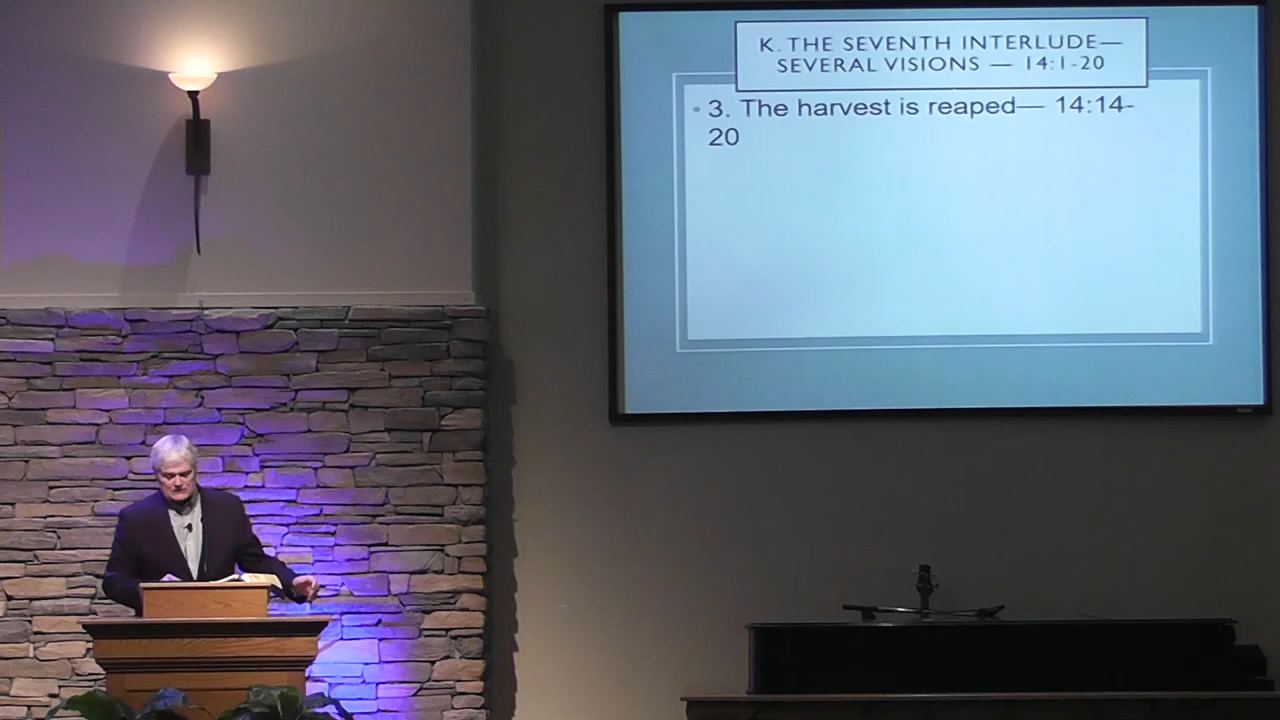 K. THE SEVENTH INTERLUDE—
SEVERAL VISIONS — 14:1-20
• 3. The harvest is reaped— 14:14-
20